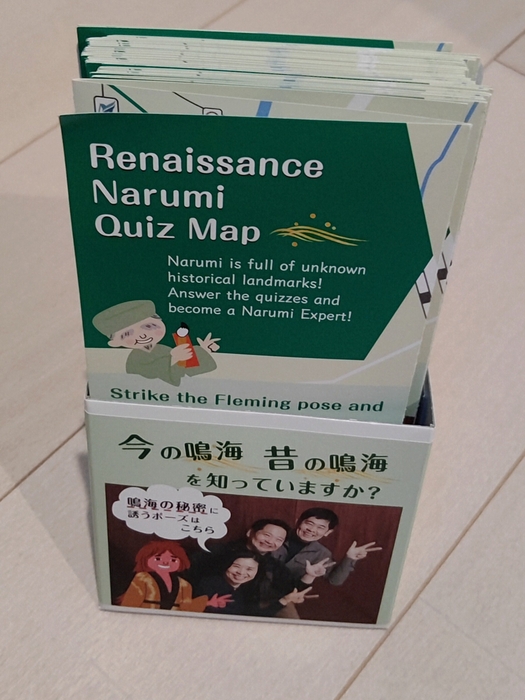 Renaissance
Narumi
Quiz Map
Narumi is full of unknown
historical landmarks!
Answer the quizzes and
become a Narumi Expert!
Strike the Fleming pose and
今の鳴海 昔の鳴海
を知っていますか?
鳴海の秘密に
誘うポーズは
こちら